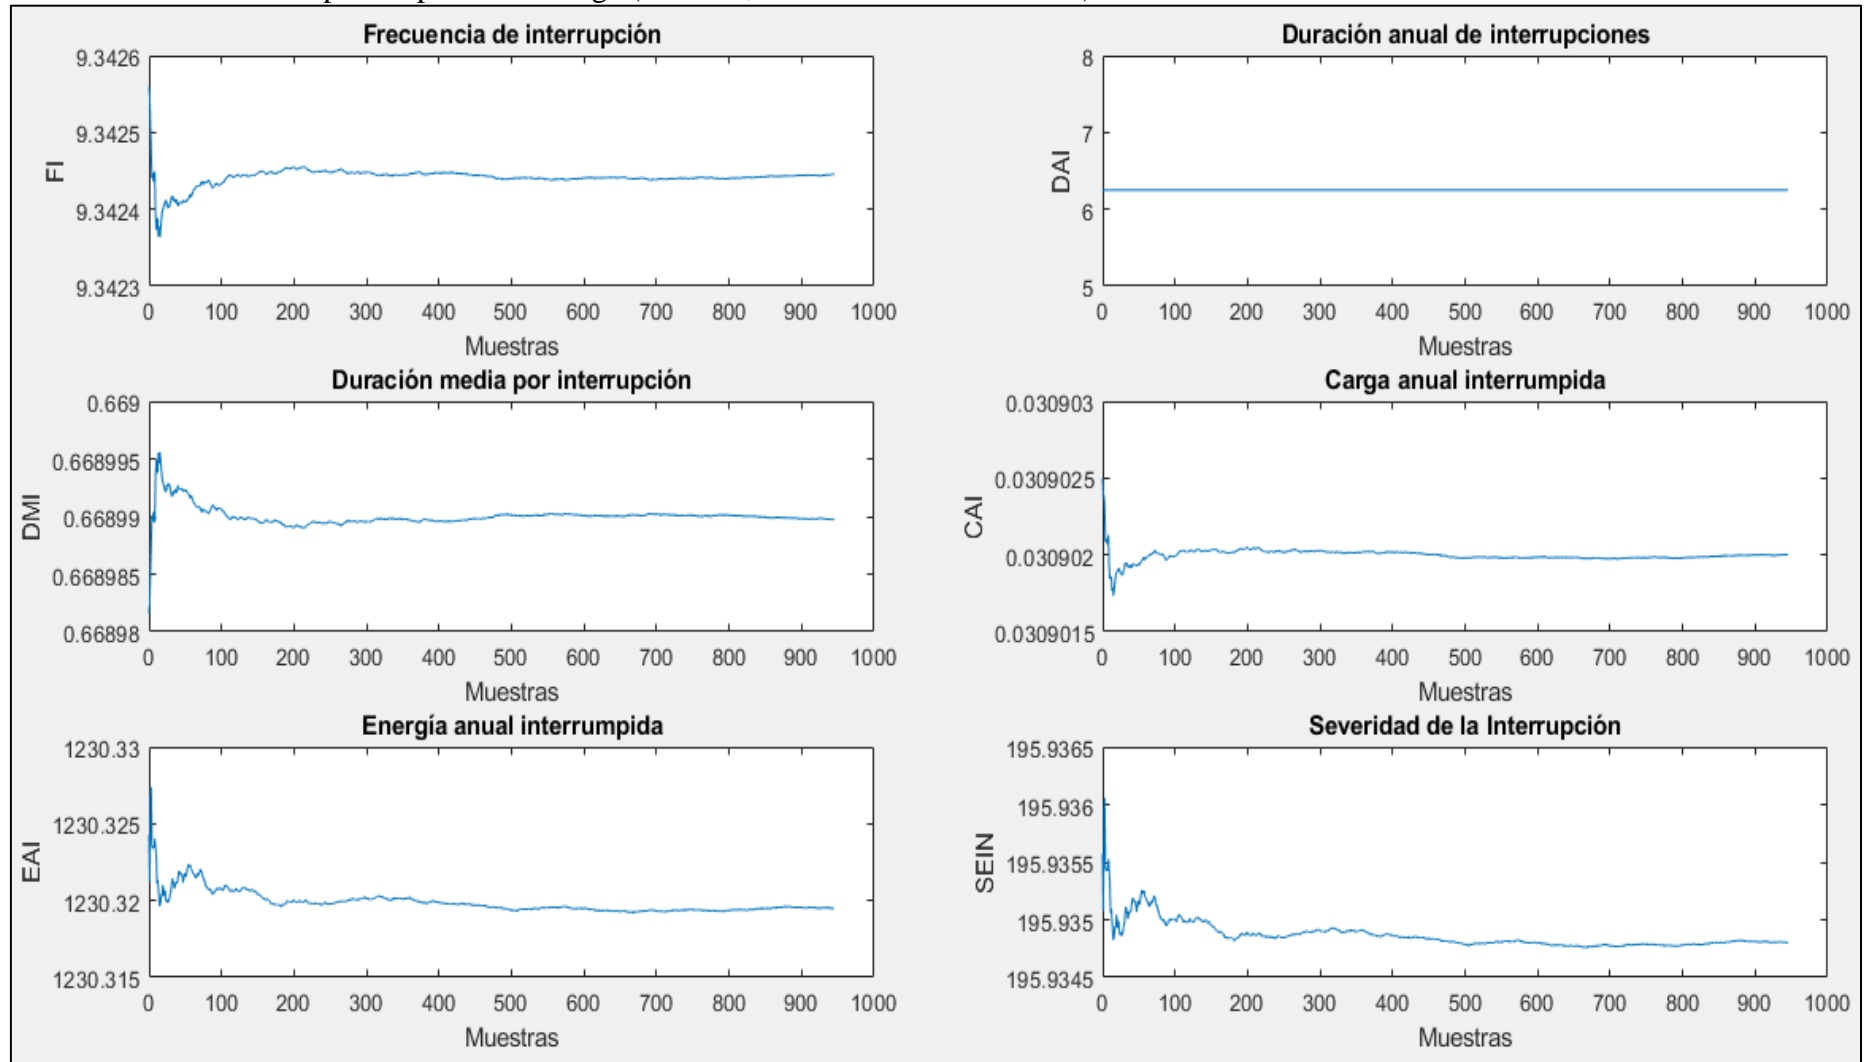 Frecuencia de interrupción
9.3426
9.3425
9.3424
9.3423
FI
0 100 200 300 400 500 600 700 800 900 1000
Muestras
Duración anual de interrupciones
8
7
6
5
DAI
0 100 200 300 400 500 600 700 800 900 1000
Muestras
Duración media por interrupción
0.669
0.668995
0.66899
0.668985
0.66898
DMI
0 100 200 300 400 500 600 700 800 900 1000
Muestras
Carga anual interrumpida
0.030903
0.0309025
0.030902
0.0309015
CAI
0 100 200 300 400 500 600 700 800 900 1000
Muestras
Energía anual interrumpida
1230.33
1230.325
1230.32
1230.315
EAI
0 100 200 300 400 500 600 700 800 900 1000
Muestras
Severidad de la Interrupción
195.9365
195.936
195.9355
195.935
195.9345
SEIN
0 100 200 300 400 500 600 700 800 900 1000
Muestras